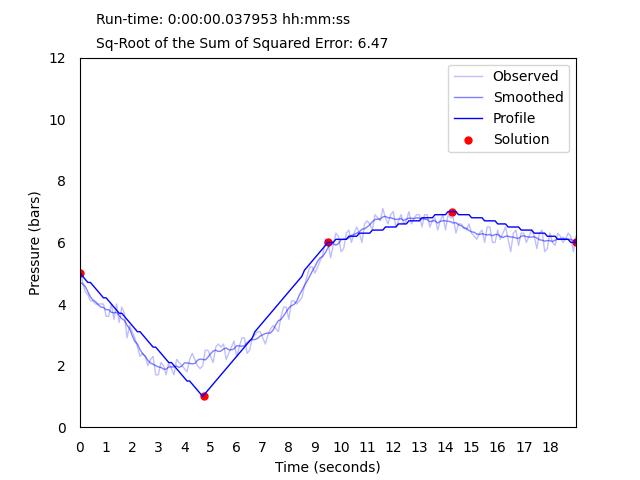 Run-time: 0:00:00.037953 hh:mm:ss
Sq-Root of the Sum of Squared Error: 6.47
12
10
8
6
4
2
0
Pressure (bars)
Observed
Smoothed
Profile
Solution
0 1 2 3 4 5 6 7 8 9 10 11 12 13 14 15 16 17 18
Time (seconds)